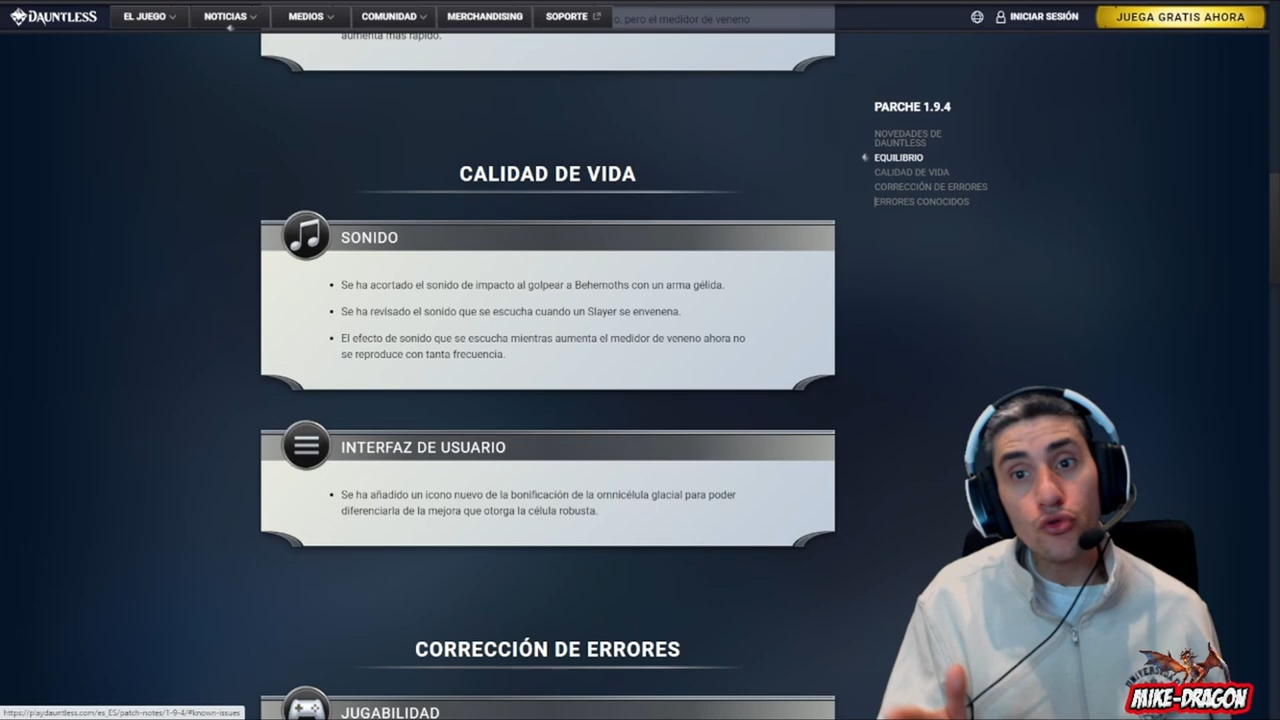 DAUNTLESS
EL JUEGO
NOTICIAS
MEDIOS
COMUNIDAD
MERCHANDISING
SOPORTE
INICIAR SESIÓN
JUEGA GRATIS AHORA
o, pero el medidor de veneno
aumenta más rápido.
CALIDAD DE VIDA
SONIDO
• Se ha acortado el sonido de impacto al golpear a Behemoths con un arma gélida.
• Se ha revisado el sonido que se escucha cuando un Slayer se envenena.
• El efecto de sonido que se escucha mientras aumenta el medidor de veneno ahora no
se reproduce con tanta frecuencia.
INTERFAZ DE USUARIO
• Se ha añadido un icono nuevo de la bonificación de la omnicélula glacial para poder
diferenciarla de la mejora que otorga la célula robusta.
CORRECCIÓN DE ERRORES
JUGABILIDAD
PARCHE 1.9.4
NOVEDADES DE
DAUNTLESS
EQUILIBRIO
CALIDAD DE VIDA
CORRECCIÓN DE ERRORES
ERRORES CONOCIDOS
https://playdauntless.com/es_ES/patch-notes/1-9-4/#known-issues
MIKE-DRAGON